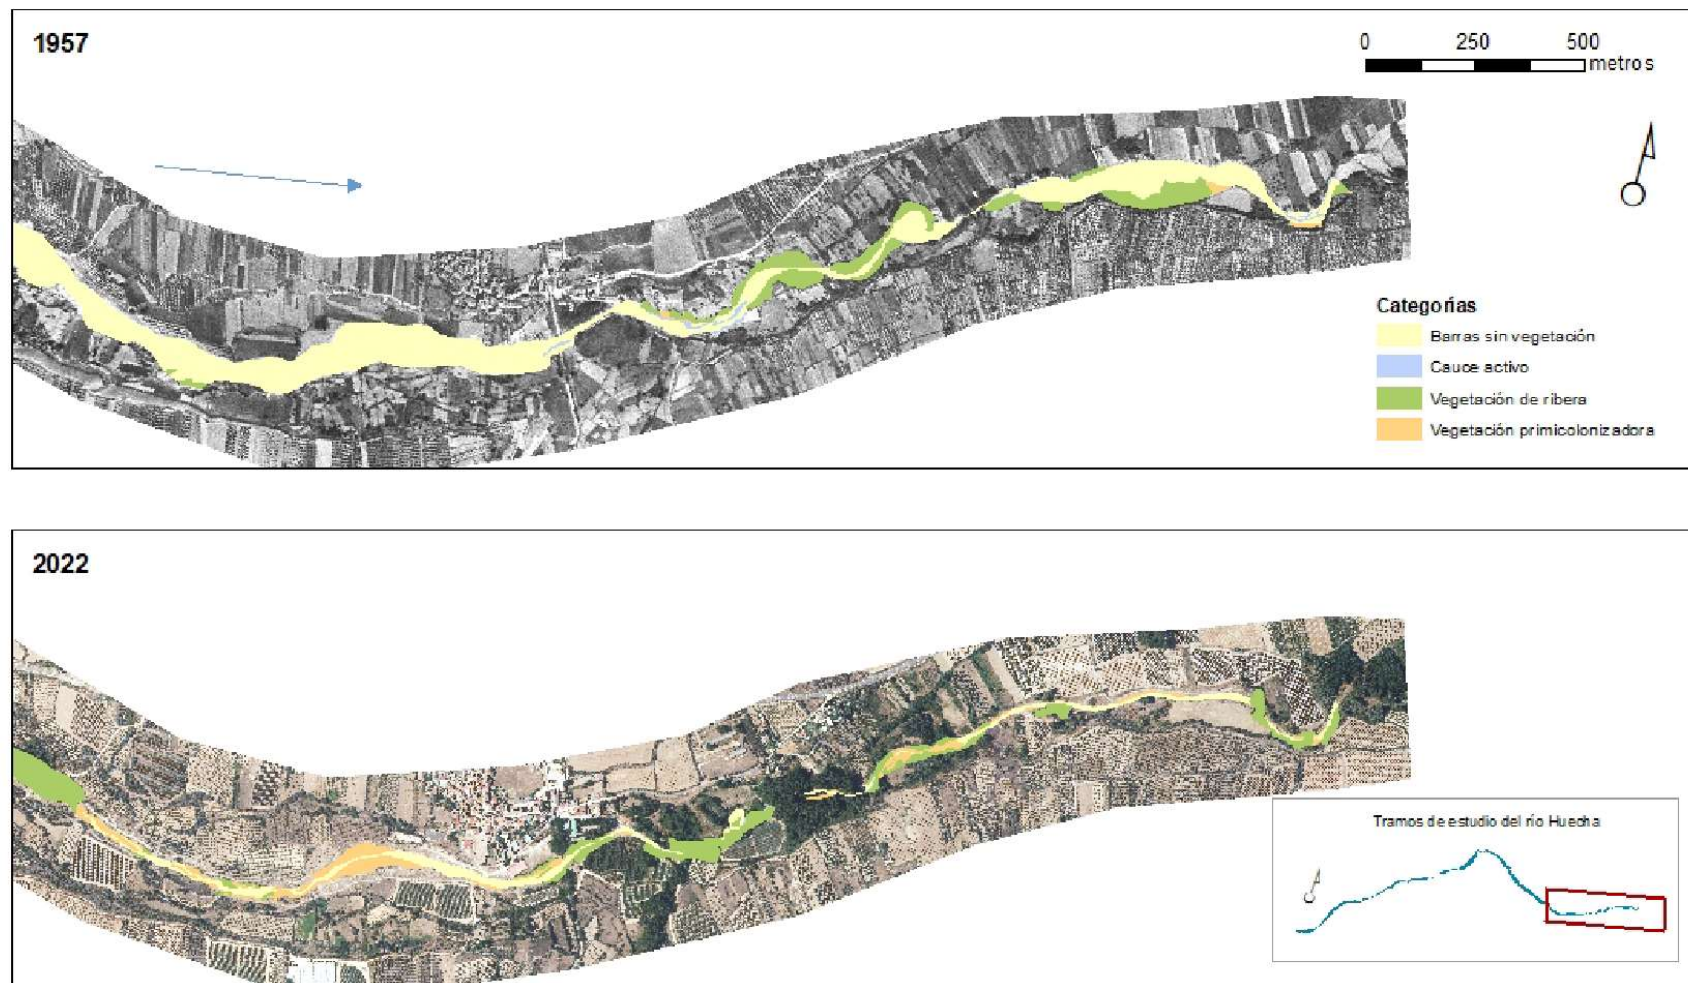 1957
0 250 500
metros
Categorías
Barras sin vegetación
Cauce activo
Vegetación de ribera
Vegetación primicolonizadora
2022
Tramos de estudio del río Huecha